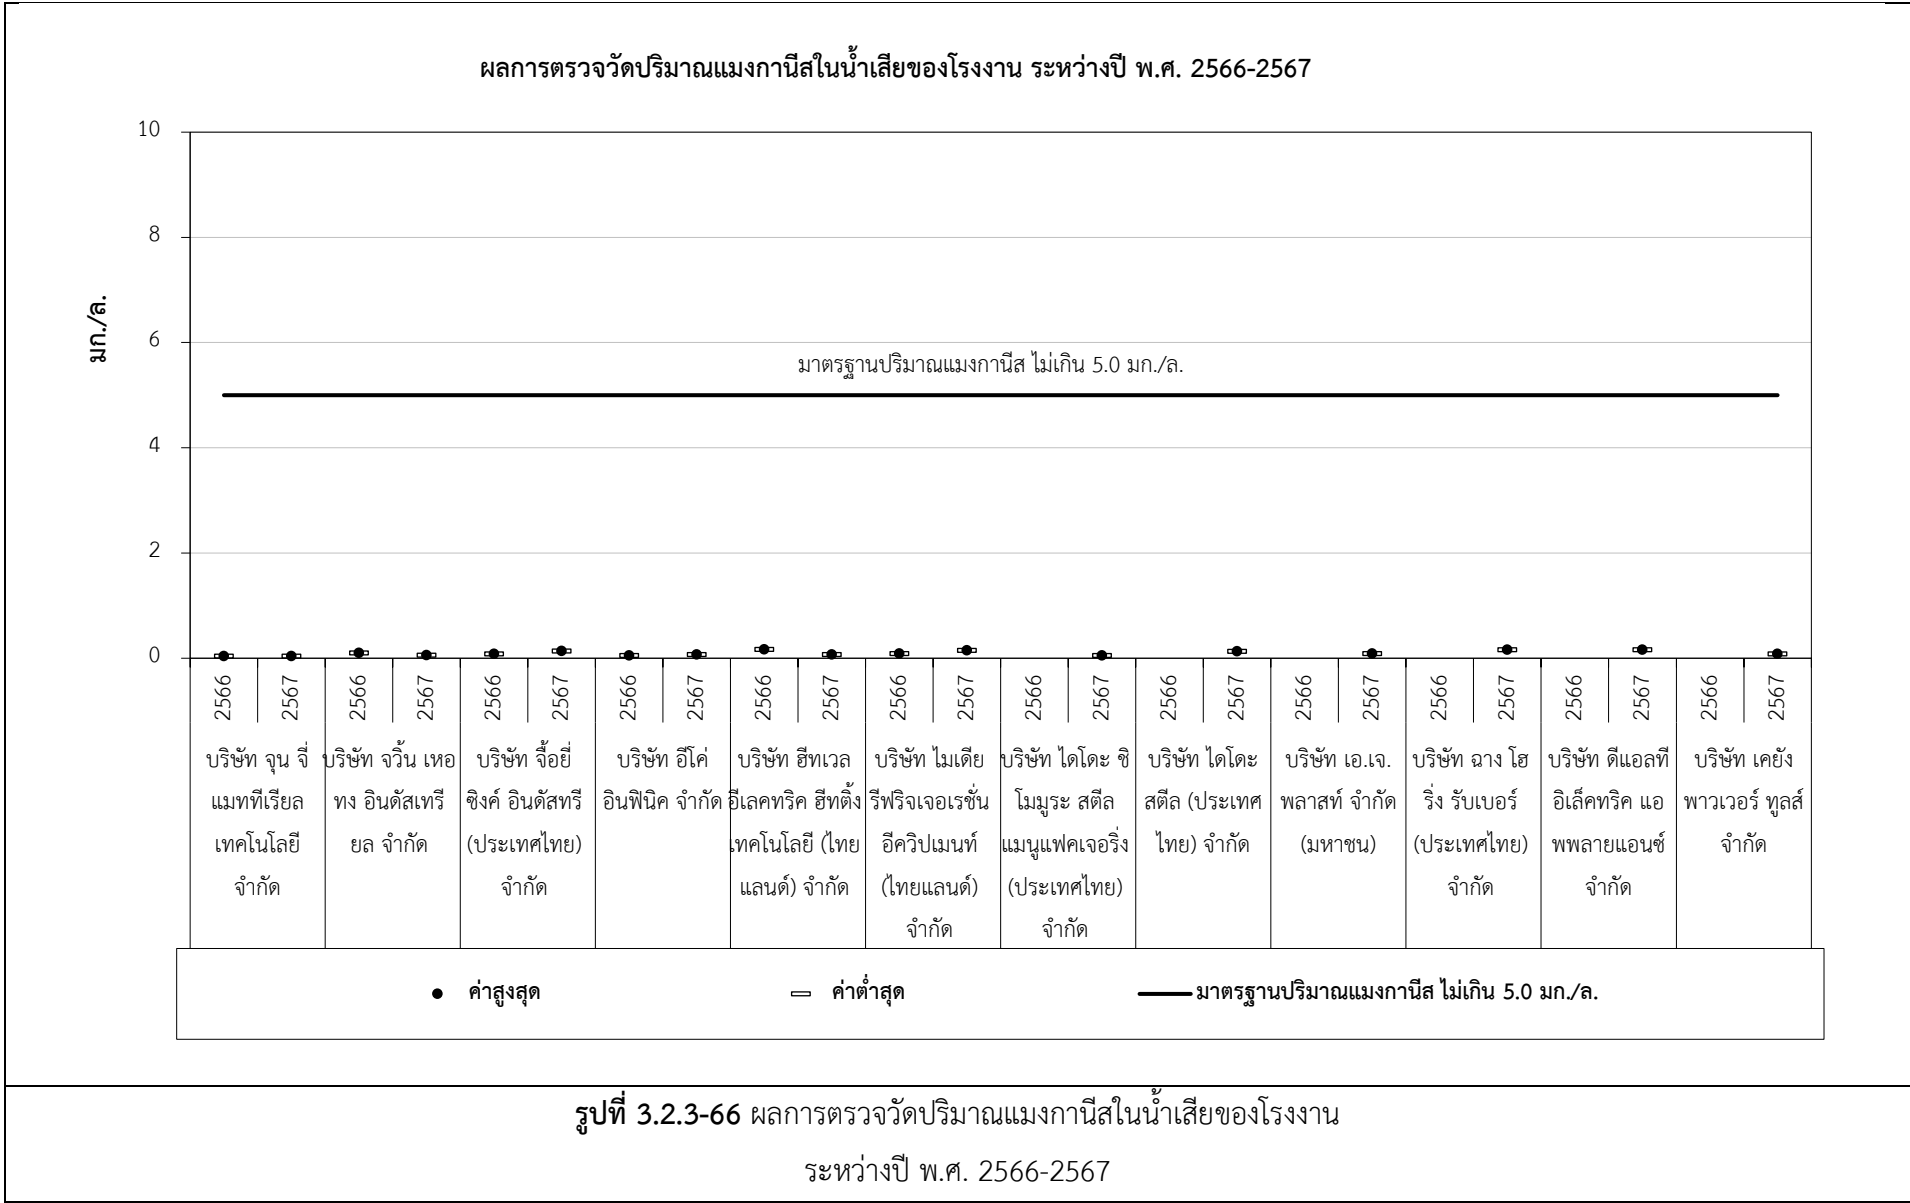 ผลการตรวจวัดปริมาณแมงกานีสในน้ำเสียของโรงงาน ระหว่างปี พ.ศ. 2566-2567
10
8
6
4
2
0
มก./ล.
มาตรฐานปริมาณแมงกานีส ไม่เกิน 5.0 มก./ล.
2566 2567 2566 2567 2566 2567 2566 2567 2566 2567 2566 2567 2566 2567 2566 2567 2566 2567 2566 2567 2566 2567 2566 2567
บริษัท จุน จี่
แมททีเรียล
เทคโนโลยี
จำกัด
บริษัท จวิ้น เหอ
ทง อินดัสเทรี
ยล จำกัด
บริษัท จื้อยี่
ซิงค์ อินดัสทรี
(ประเทศไทย)
จำกัด
บริษัท อีโค่
อินฟินิค จำกัด
บริษัท ฮีทเวล
อีเลคทริค ฮีทติ้ง
เทคโนโลยี (ไทย
แลนด์) จำกัด
บริษัท ไมเดีย
รีฟริจเจอเรชั่น
อีควิปเมนท์
(ไทยแลนด์)
จำกัด
บริษัท ไดโดะ ชิ
โมมูระ สตีล
แมนูแฟคเจอริ่ง
(ประเทศไทย)
จำกัด
บริษัท ไดโดะ
สตีล (ประเทศ
ไทย) จำกัด
บริษัท เอ.เจ.
พลาสท์ จำกัด
(มหาชน)
บริษัท ฉาง โฮ
ริ่ง รับเบอร์
(ประเทศไทย)
จำกัด
บริษัท ดีแอลที
อิเล็คทริค แอ
พพลายแอนซ์
จำกัด
บริษัท เคยัง
พาวเวอร์ ทูลส์
จำกัด
ค่าสูงสุด
ค่าต่ำสุด
มาตรฐานปริมาณแมงกานีส ไม่เกิน 5.0 มก./ล.
รูปที่ 3.2.3-66 ผลการตรวจวัดปริมาณแมงกานีสในน้ำเสียของโรงงาน
ระหว่างปี พ.ศ. 2566-2567